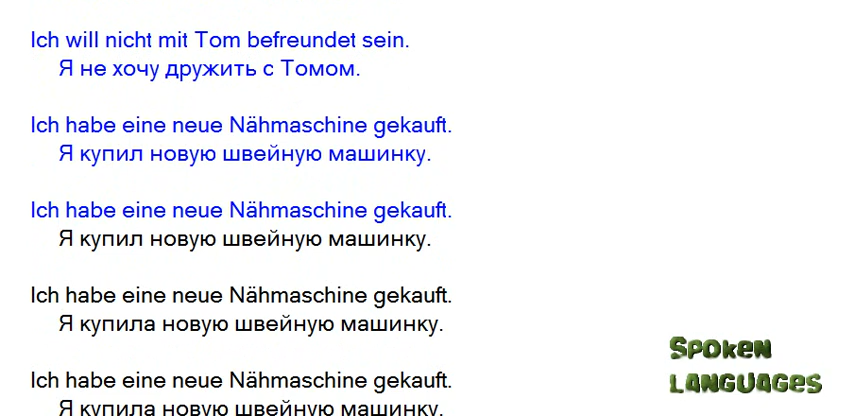 Ich will nicht mit Tom befreundet sein.
Я не хочу дружить с Томом.
Ich habe eine neue Nähmaschine gekauft.
Я купил новую швейную машинку.
Ich habe eine neue Nähmaschine gekauft.
Я купил новую швейную машинку.
Ich habe eine neue Nähmaschine gekauft.
Я купила новую швейную машинку.
Ich habe eine neue Nähmaschine gekauft.
Я купила новую швейную машинку.
Spoken
Languages